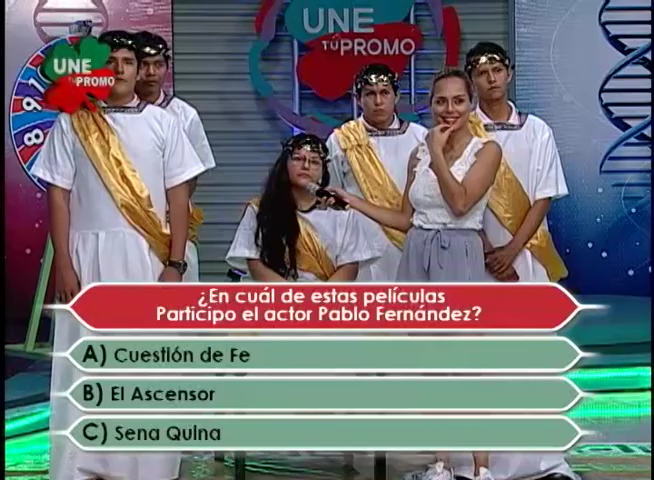 UNE
TU PROMO
UNE
TU PROMO
¿En cuál de estas películas
Participo el actor Pablo Fernández?
A) Cuestión de Fe
B) El Ascensor
C) Sena Quina